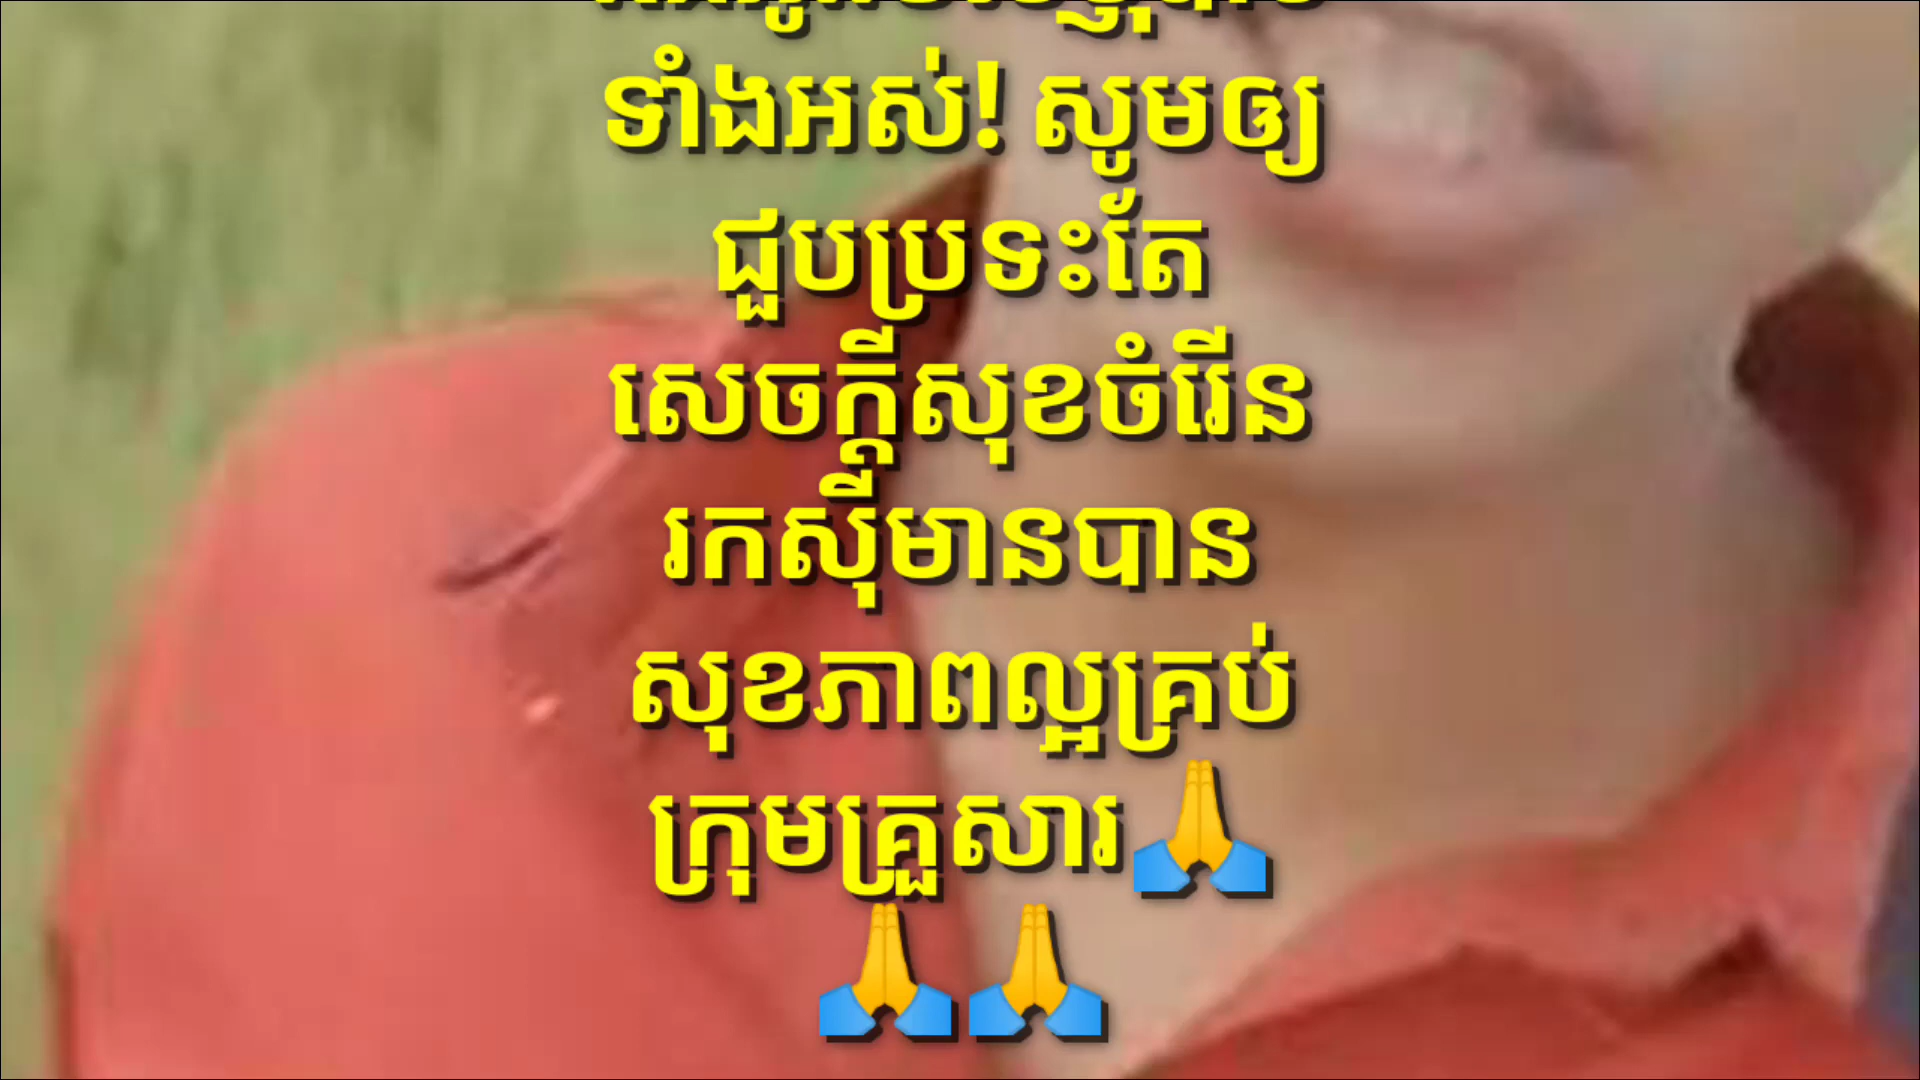 ទាំងអស់! សូមឲ្យ
ជួបប្រទះតែ
សេចក្តីសុខចំរើន
រកស៊ីមានបាន
សុខភាពល្អគ្រប់
ក្រុមគ្រួសារ🙏
🙏🙏